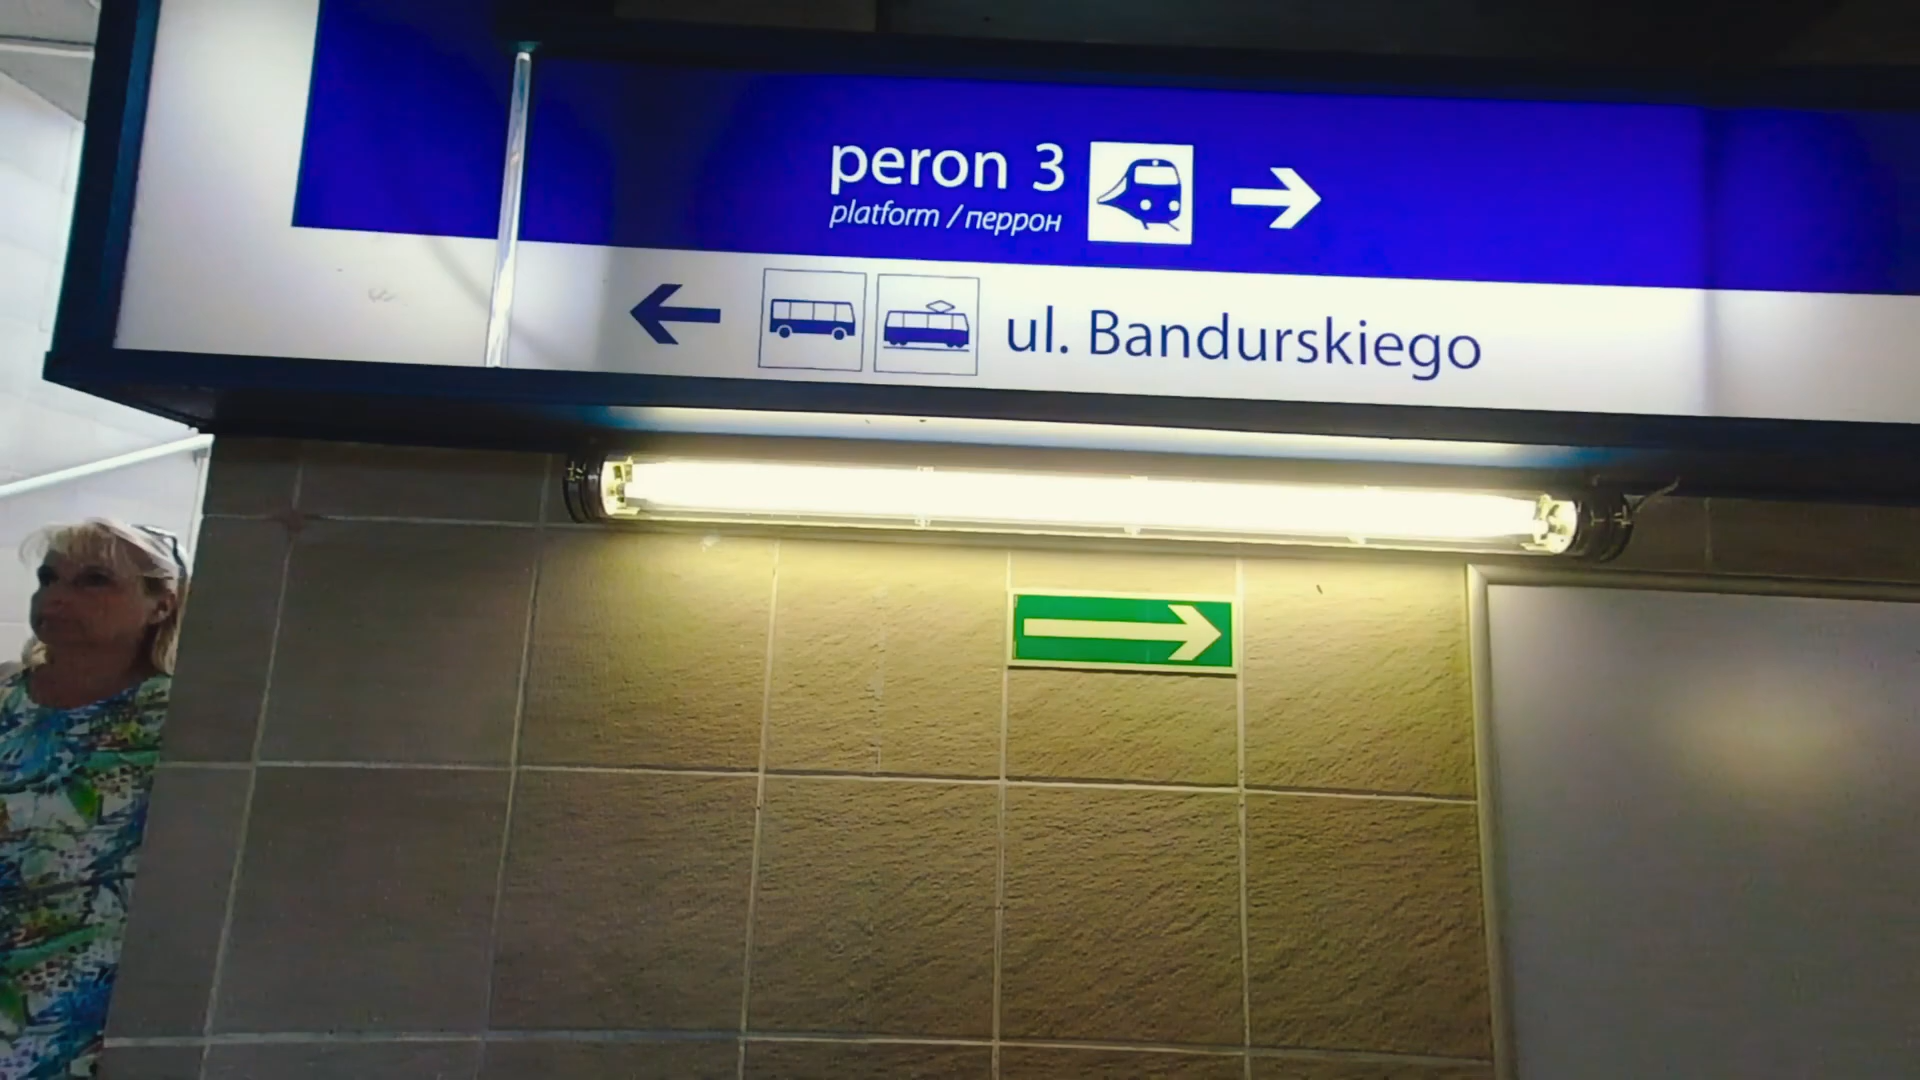 peron 3
platform / перрон
ul. Bandurskiego